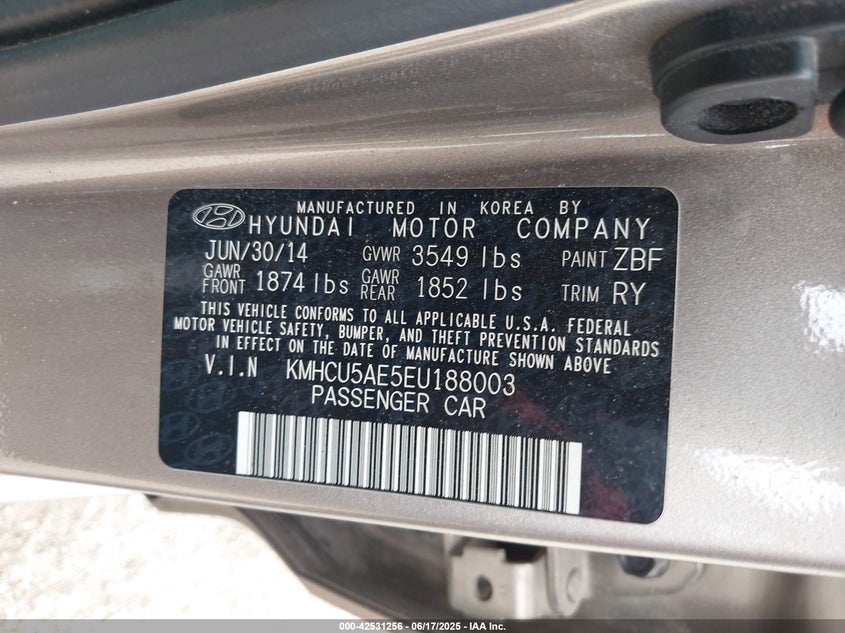 MANUFACTURED IN KOREA BY
HYUNDAI MOTOR COMPANY
JUN/30/14 GVWR 3549 lbs PAINT ZBF
GAWR FRONT 1874 lbs GAWR REAR 1852 lbs TRIM RY
THIS VEHICLE CONFORMS TO ALL APPLICABLE U.S.A. FEDERAL
MOTOR VEHICLE SAFETY, BUMPER, AND THEFT PREVENTION STANDARDS
IN EFFECT ON THE DATE OF MANUFACTURE SHOWN ABOVE
V.I.N KMHCU5AE5EU188003
PASSENGER CAR
000-42531256 - 06/17/2025 - IAA Inc.